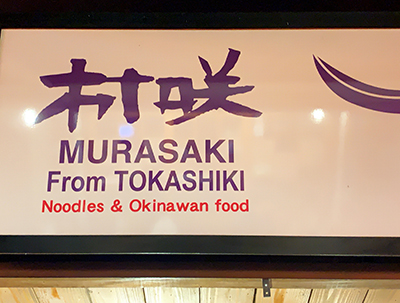 村咲
MURASAKI
From TOKASHIKI
Noodles & Okinawan food